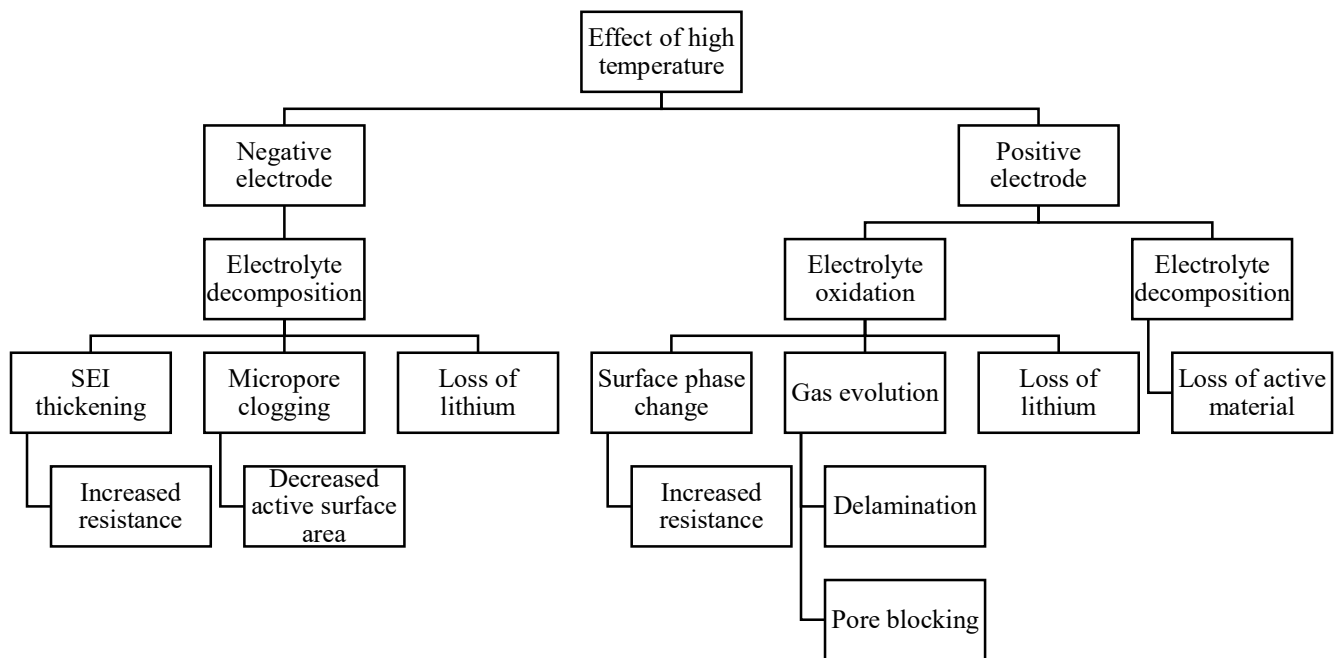 Effect of high
temperature
Negative
electrode
Positive
electrode
Electrolyte
decomposition
Electrolyte
oxidation
Electrolyte
decomposition
SEI
thickening
Micropore
clogging
Loss of
lithium
Surface phase
change
Gas evolution
Loss of
lithium
Loss of active
material
Increased
resistance
Decreased
active surface
area
Increased
resistance
Delamination
Pore blocking